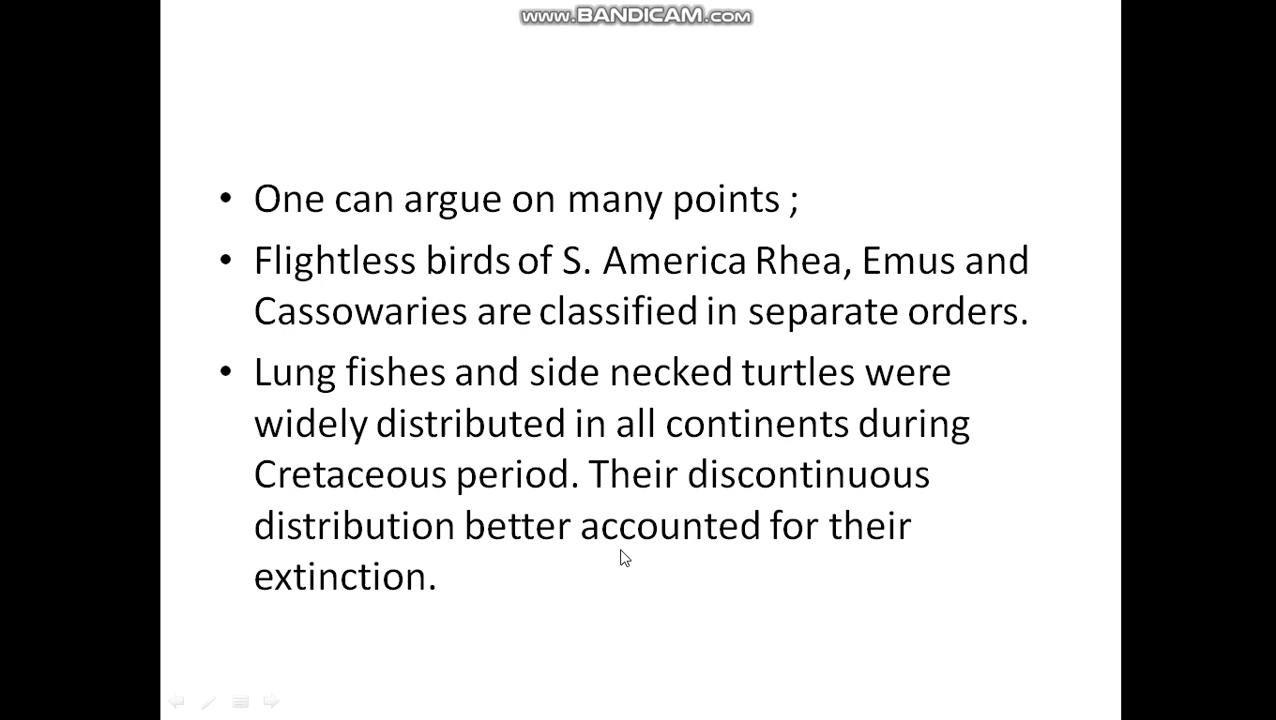 www.BANDICAM.com
• One can argue on many points ;
• Flightless birds of S. America Rhea, Emus and
Cassowaries are classified in separate orders.
• Lung fishes and side necked turtles were
widely distributed in all continents during
Cretaceous period. Their discontinuous
distribution better accounted for their
extinction.